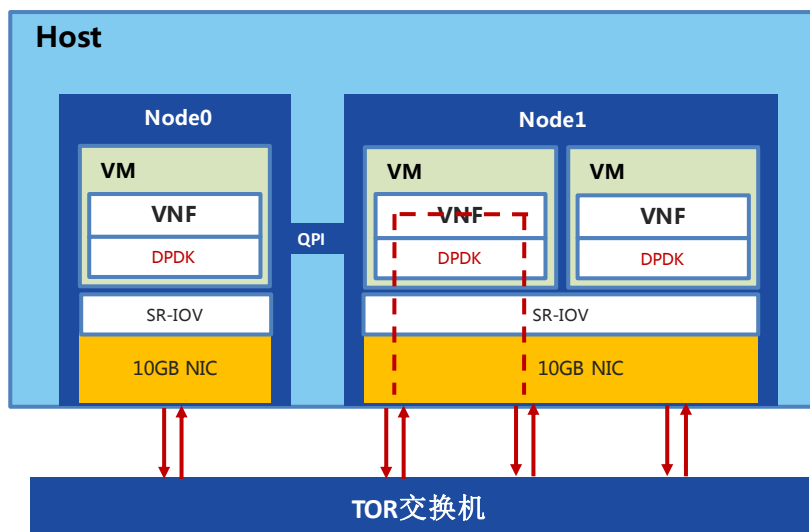 Host
Node0
VM
VNF
DPDK
SR-IOV
10GB NIC
QPI
Node1
VM
VNF
DPDK
VM
VNF
DPDK
SR-IOV
10GB NIC
TOR交换机